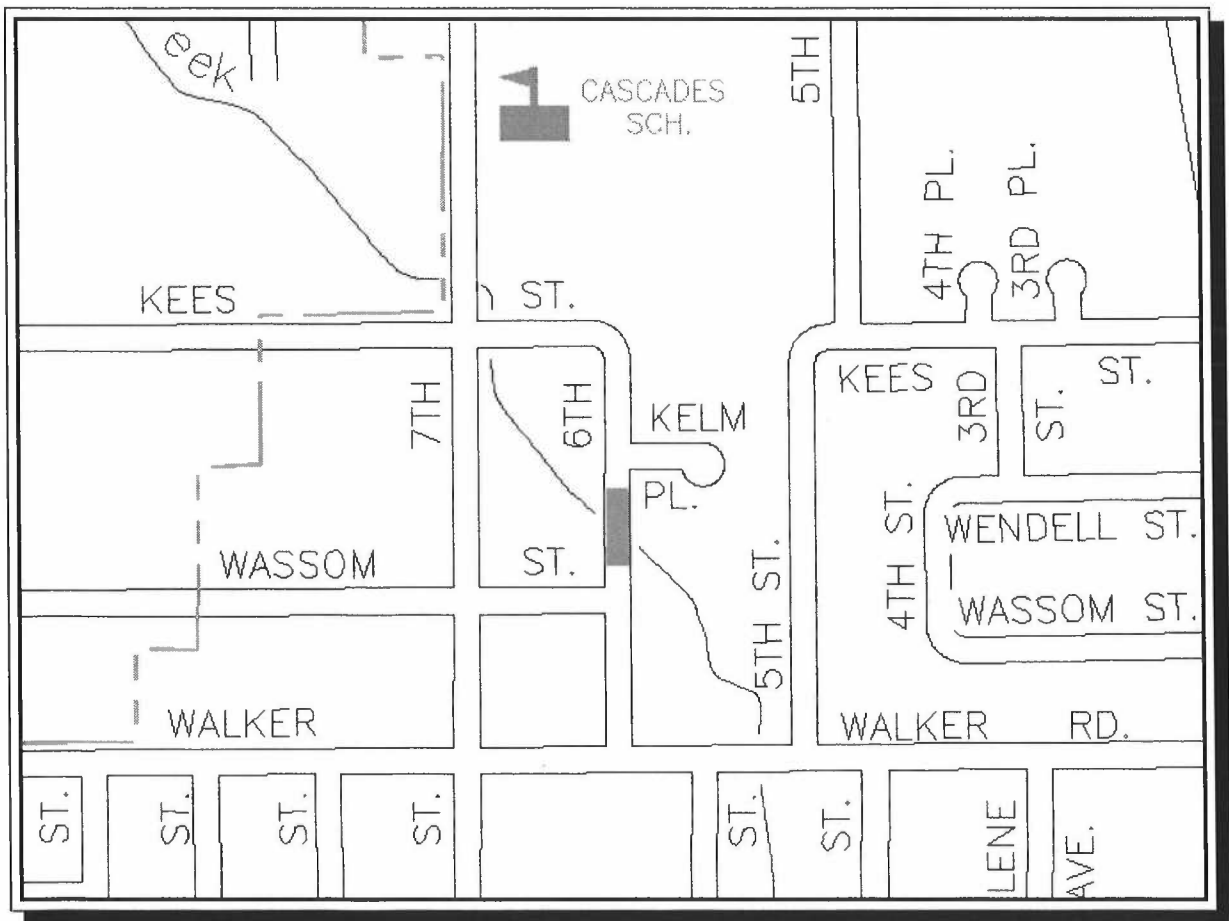 eek
CASCADES
SCH.
5TH
4TH PL.
3RD PL.
KEES ST.
7TH
6TH
KELM
PL.
KEES ST.
3RD ST.
4TH ST.
WENDELL ST.
WASSOM ST.
WASSOM ST.
5TH ST.
WALKER
WALKER RD.
ST.
ST.
ST.
ST.
ST.
ST.
LENE
AVE.